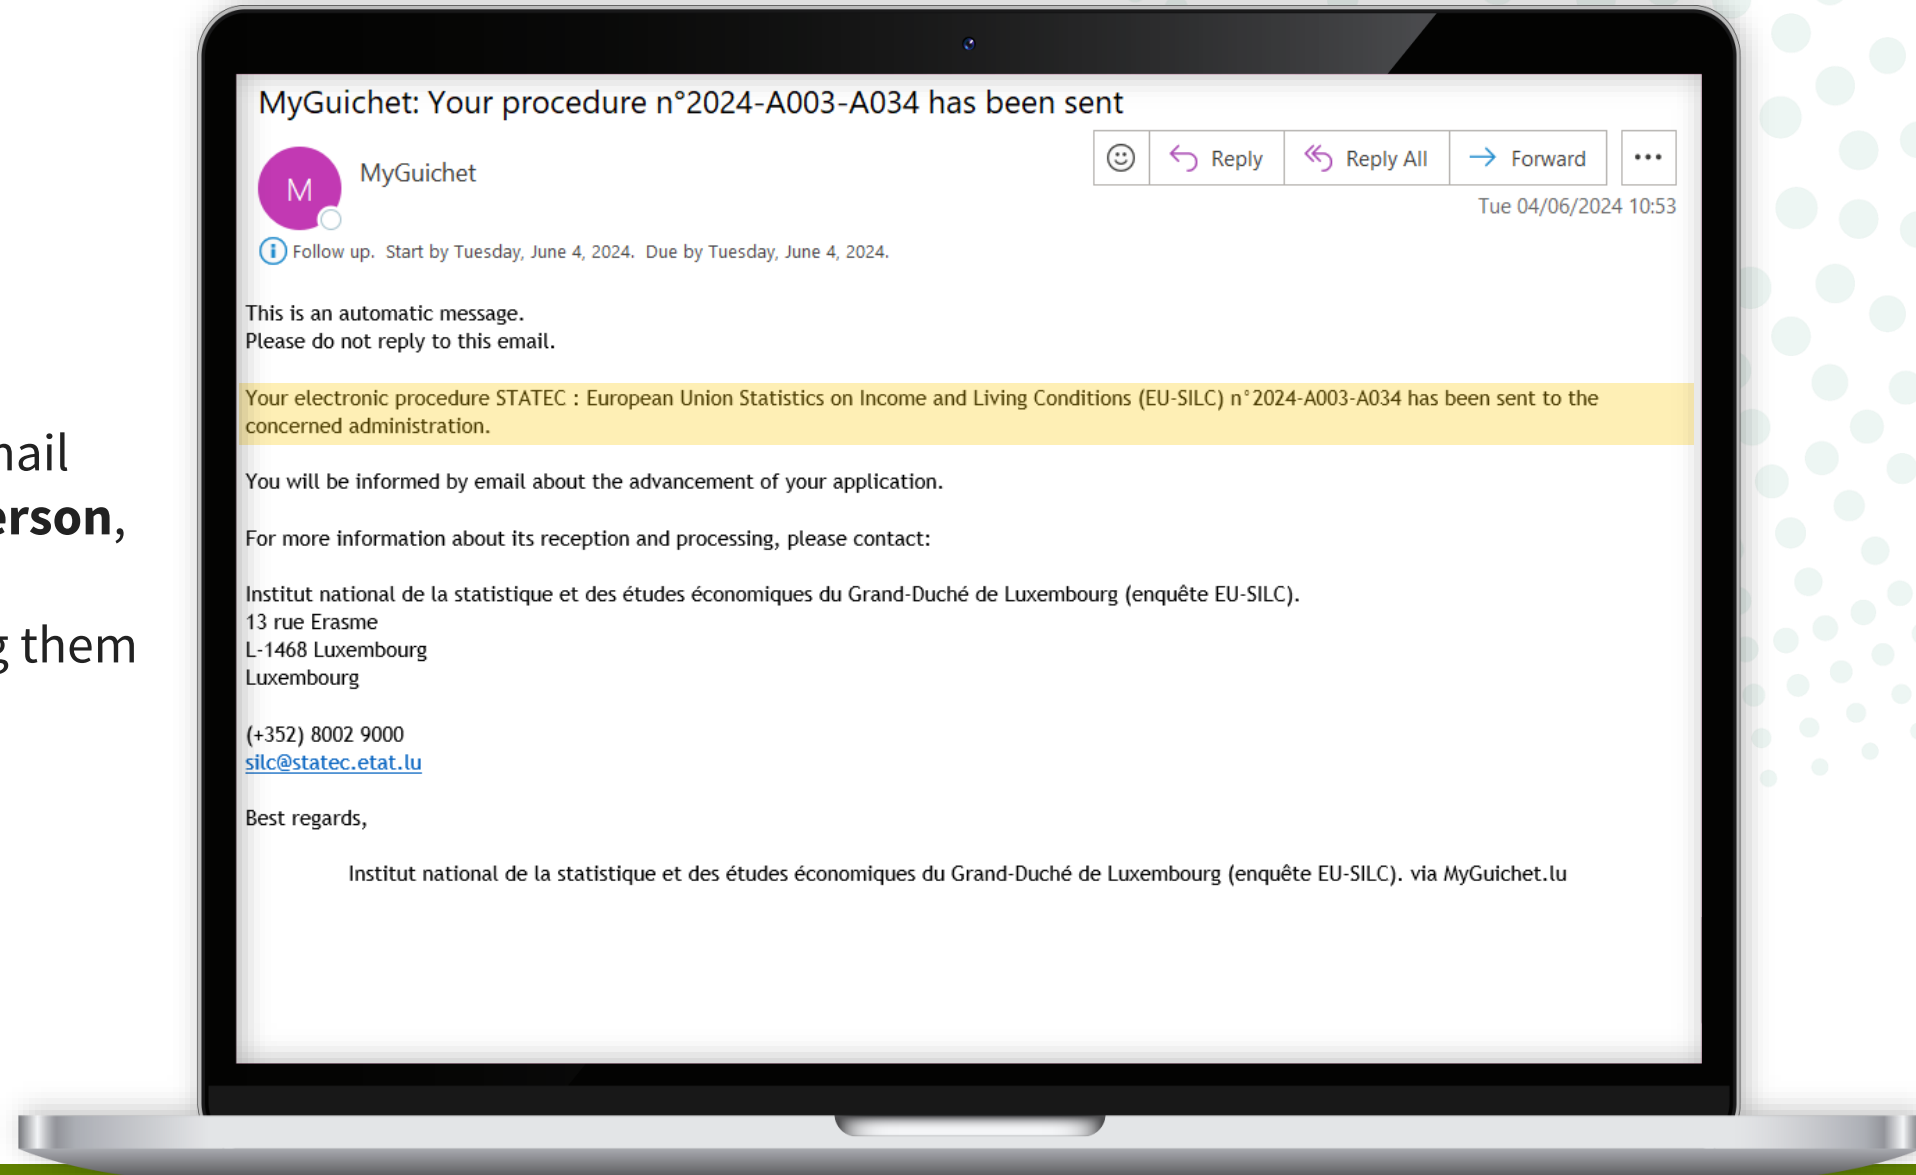 MyGuichet: Your procedure n°2024-A003-A034 has been sent
M
MyGuichet
Reply
Reply All
Forward
Tue 04/06/2024 10:53
Follow up. Start by Tuesday, June 4, 2024. Due by Tuesday, June 4, 2024.
This is an automatic message.
Please do not reply to this email.
Your electronic procedure STATEC : European Union Statistics on Income and Living Conditions (EU-SILC) n°2024-A003-A034 has been sent to the
concerned administration.
You will be informed by email about the advancement of your application.
For more information about its reception and processing, please contact:
Institut national de la statistique et des études économiques du Grand-Duché de Luxembourg (enquête EU-SILC).
13 rue Erasme
L-1468 Luxembourg
Luxembourg
(+352) 8002 9000
silc@statec.etat.lu
Best regards,
Institut national de la statistique et des études économiques du Grand-Duché de Luxembourg (enquête EU-SILC). via MyGuichet.lu
them